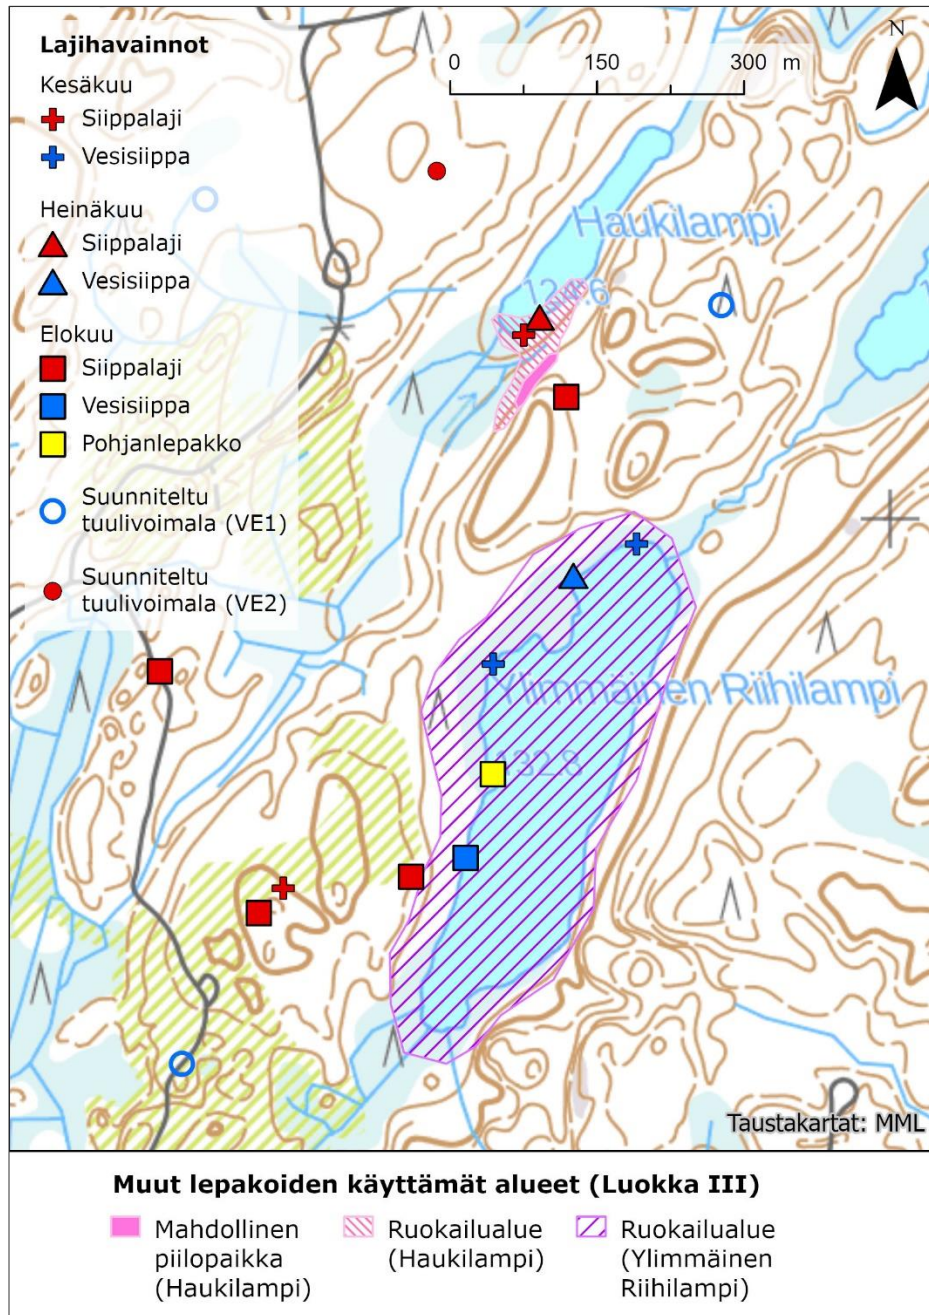 Lajihavainnot
Kesäkuu
Siippalaji
Vesisiippa
Heinäkuu
Siippalaji
Vesisiippa
Elokuu
Siippalaji
Vesisiippa
Pohjanlepakko
Suunniteltu
tuulivoimala (VE1)
Suunniteltu
tuulivoimala (VE2)
0 150 300 m
N
Haukilampi
Ylimmäinen Riihilampi
132.8
Taustakartat: MML
Muut lepakoiden käyttämät alueet (Luokka III)
Mahdollinen
piilopaikka
(Haukilampi)
Ruokailualue
(Haukilampi)
Ruokailualue
(Ylimmäinen
Riihilampi)